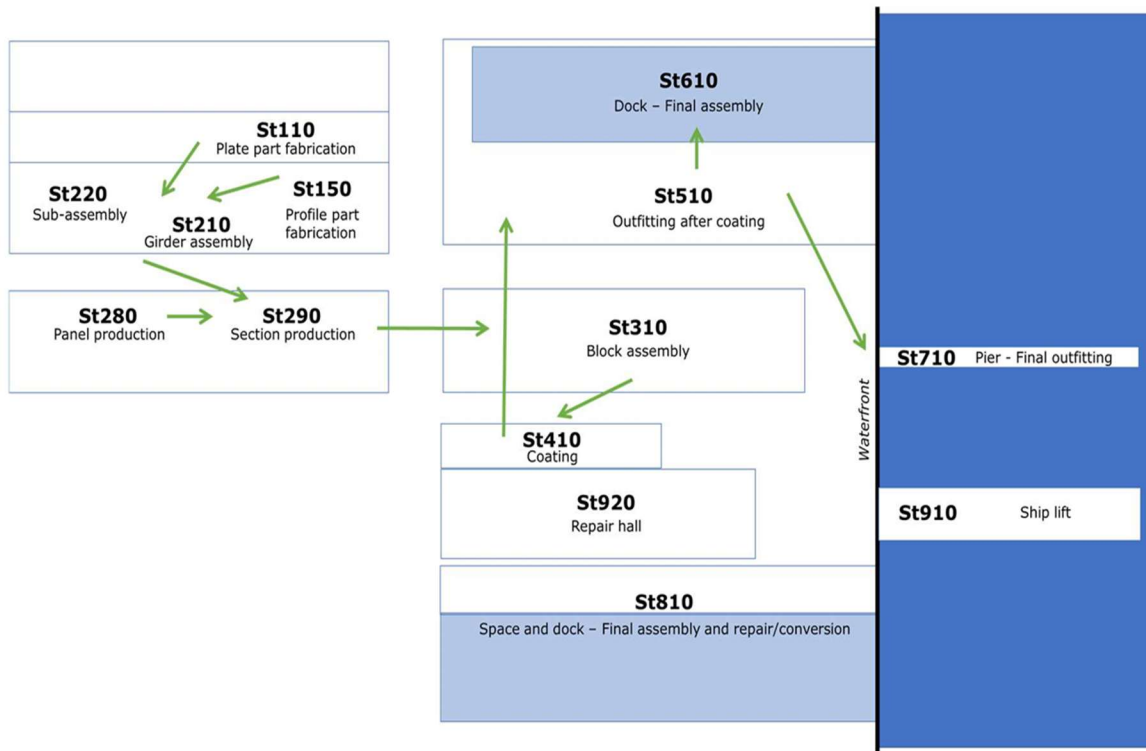 St110
Plate part fabrication
St220
Sub-assembly
St150
Profile part
fabrication
St210
Girder assembly
St280
Panel production
St290
Section production
St610
Dock – Final assembly
St510
Outfitting after coating
St310
Block assembly
St410
Coating
St920
Repair hall
St810
Space and dock – Final assembly and repair/conversion
Waterfront
St710 Pier - Final outfitting
St910 Ship lift